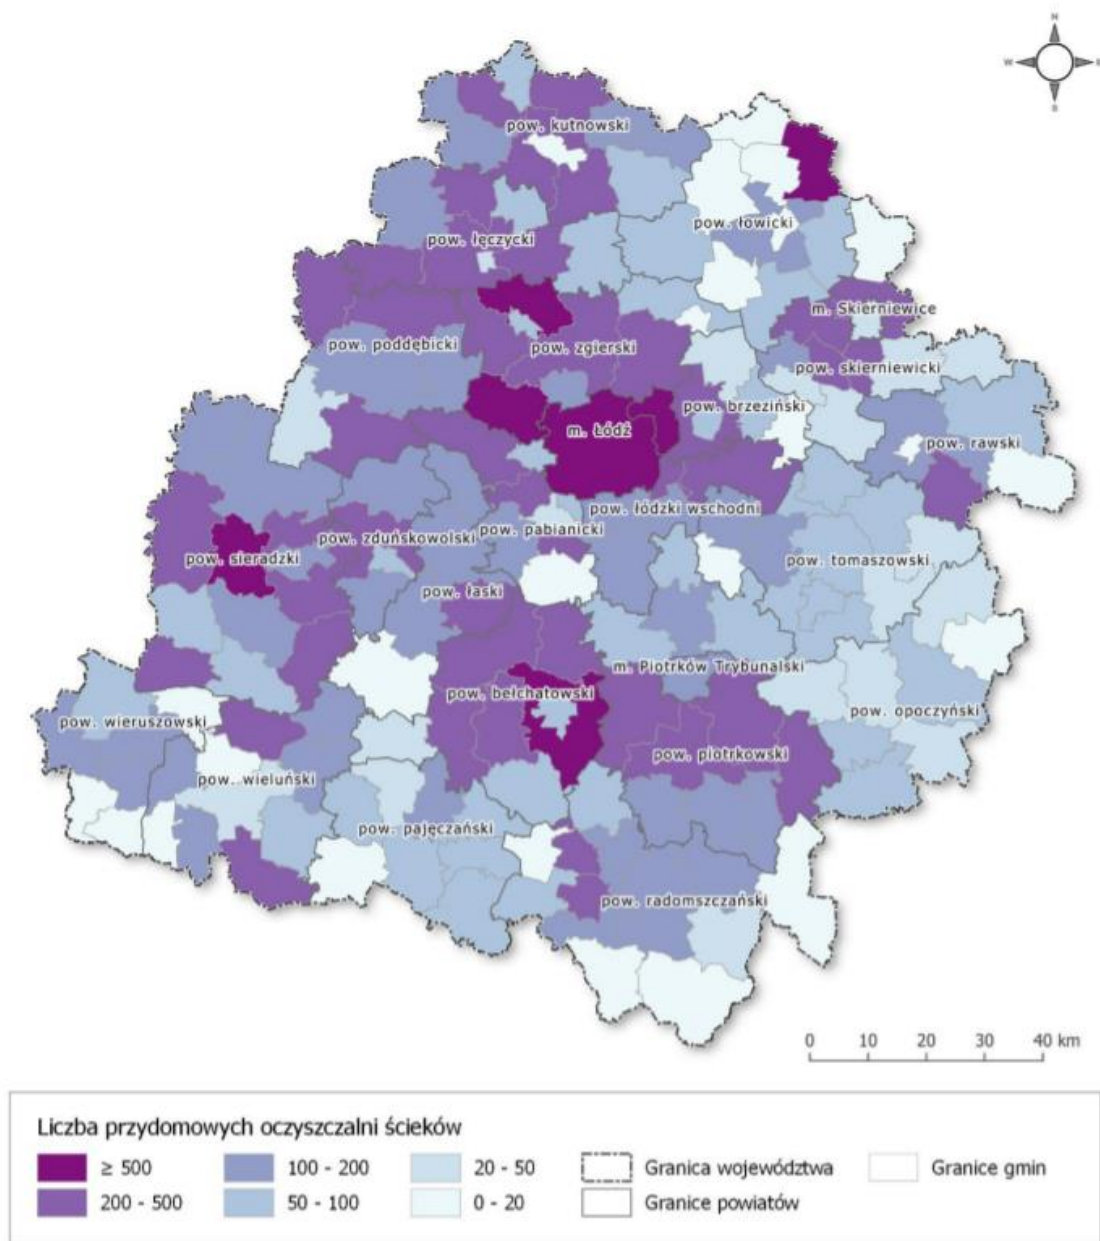 N
W
E
S
pow. kutnowski
pow. łowicki
pow. łęczycki
m. Skierniewice
pow. poddębicki
pow. zgierski
pow. skierniewicki
pow. brzeziński
m. Łódź
pow. rawski
pow. łódzki wschodni
pow. pabianicki
pow. zduńskowolski
pow. sieradzki
pow. tomaszowski
pow. łaski
m. Piotrków Trybunalski
pow. bełchatowski
pow. opoczyński
pow. wieruszowski
pow. piotrkowski
pow. wieluński
pow. pajęczański
pow. radomszczański
0 10 20 30 40 km
Liczba przydomowych oczyszczalni ścieków
≥ 500 100 - 200 20 - 50 Granica województwa Granice gmin
200 - 500 50 - 100 0 - 20 Granice powiatów